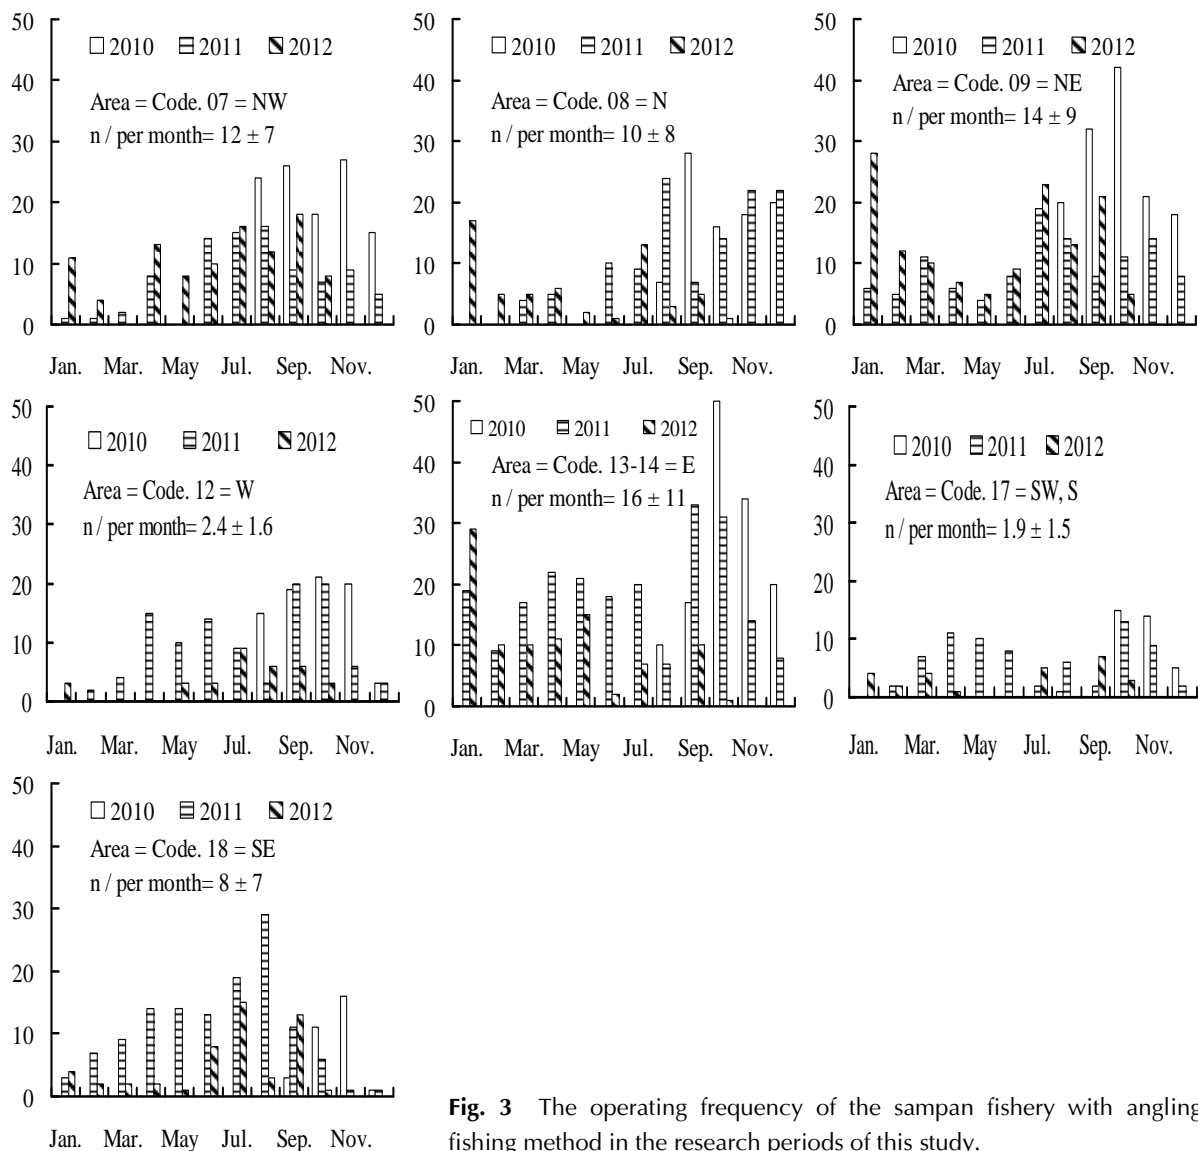 50
40
30
20
10
0
2010 2011 2012
Area = Code. 07 = NW
n / per month= 12 ± 7
Jan. Mar. May Jul. Sep. Nov.
50
40
30
20
10
0
2010 2011 2012
Area = Code. 08 = N
n / per month= 10 ± 8
Jan. Mar. May Jul. Sep. Nov.
50
40
30
20
10
0
2010 2011 2012
Area = Code. 09 = NE
n / per month= 14 ± 9
Jan. Mar. May Jul. Sep. Nov.
50
40
30
20
10
0
2010 2011 2012
Area = Code. 12 = W
n / per month= 2.4 ± 1.6
Jan. Mar. May Jul. Sep. Nov.
50
40
30
20
10
0
2010 2011 2012
Area = Code. 13-14 = E
n / per month= 16 ± 11
Jan. Mar. May Jul. Sep. Nov.
50
40
30
20
10
0
2010 2011 2012
Area = Code. 17 = SW, S
n / per month= 1.9 ± 1.5
Jan. Mar. May Jul. Sep. Nov.
50
40
30
20
10
0
2010 2011 2012
Area = Code. 18 = SE
n / per month= 8 ± 7
Jan. Mar. May Jul. Sep. Nov.
Fig. 3 The operating frequency of the sampan fishery with angling
fishing method in the research periods of this study.